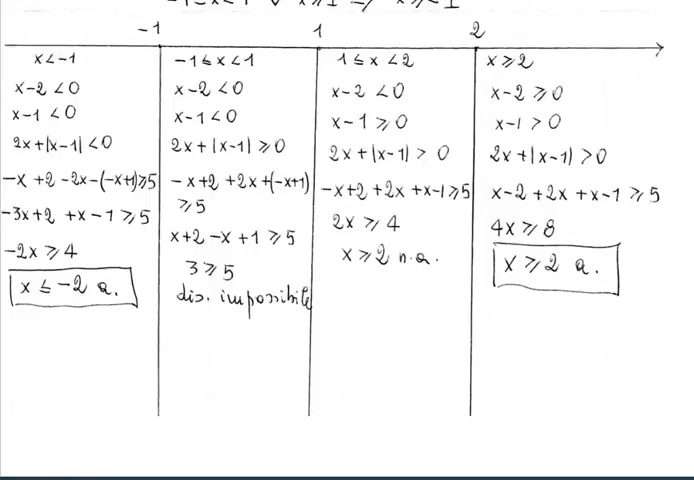 -1 1 2
x < -1
x-2 < 0
x-1 < 0
2x+|x-1| < 0
-x+2-2x-(-x+1) ⩾ 5
-3x+2 +x-1 ⩾ 5
-2x ⩾ 4
x ≤ -2 a.
-1 ≤ x < 1
x-2 < 0
x-1 < 0
2x+|x-1| ⩾ 0
-x+2+2x+(-x+1)
⩾ 5
x+2-x+1 ⩾ 5
3 ⩾ 5
dis. impossibile
1 ≤ x < 2
x-2 < 0
x-1 ⩾ 0
2x+|x-1| > 0
-x+2+2x+x-1 ⩾ 5
2x ⩾ 4
x ⩾ 2 n.a.
x ⩾ 2
x-2 ⩾ 0
x-1 > 0
2x+|x-1| > 0
x-2+2x+x-1 ⩾ 5
4x ⩾ 8
x ⩾ 2 a.